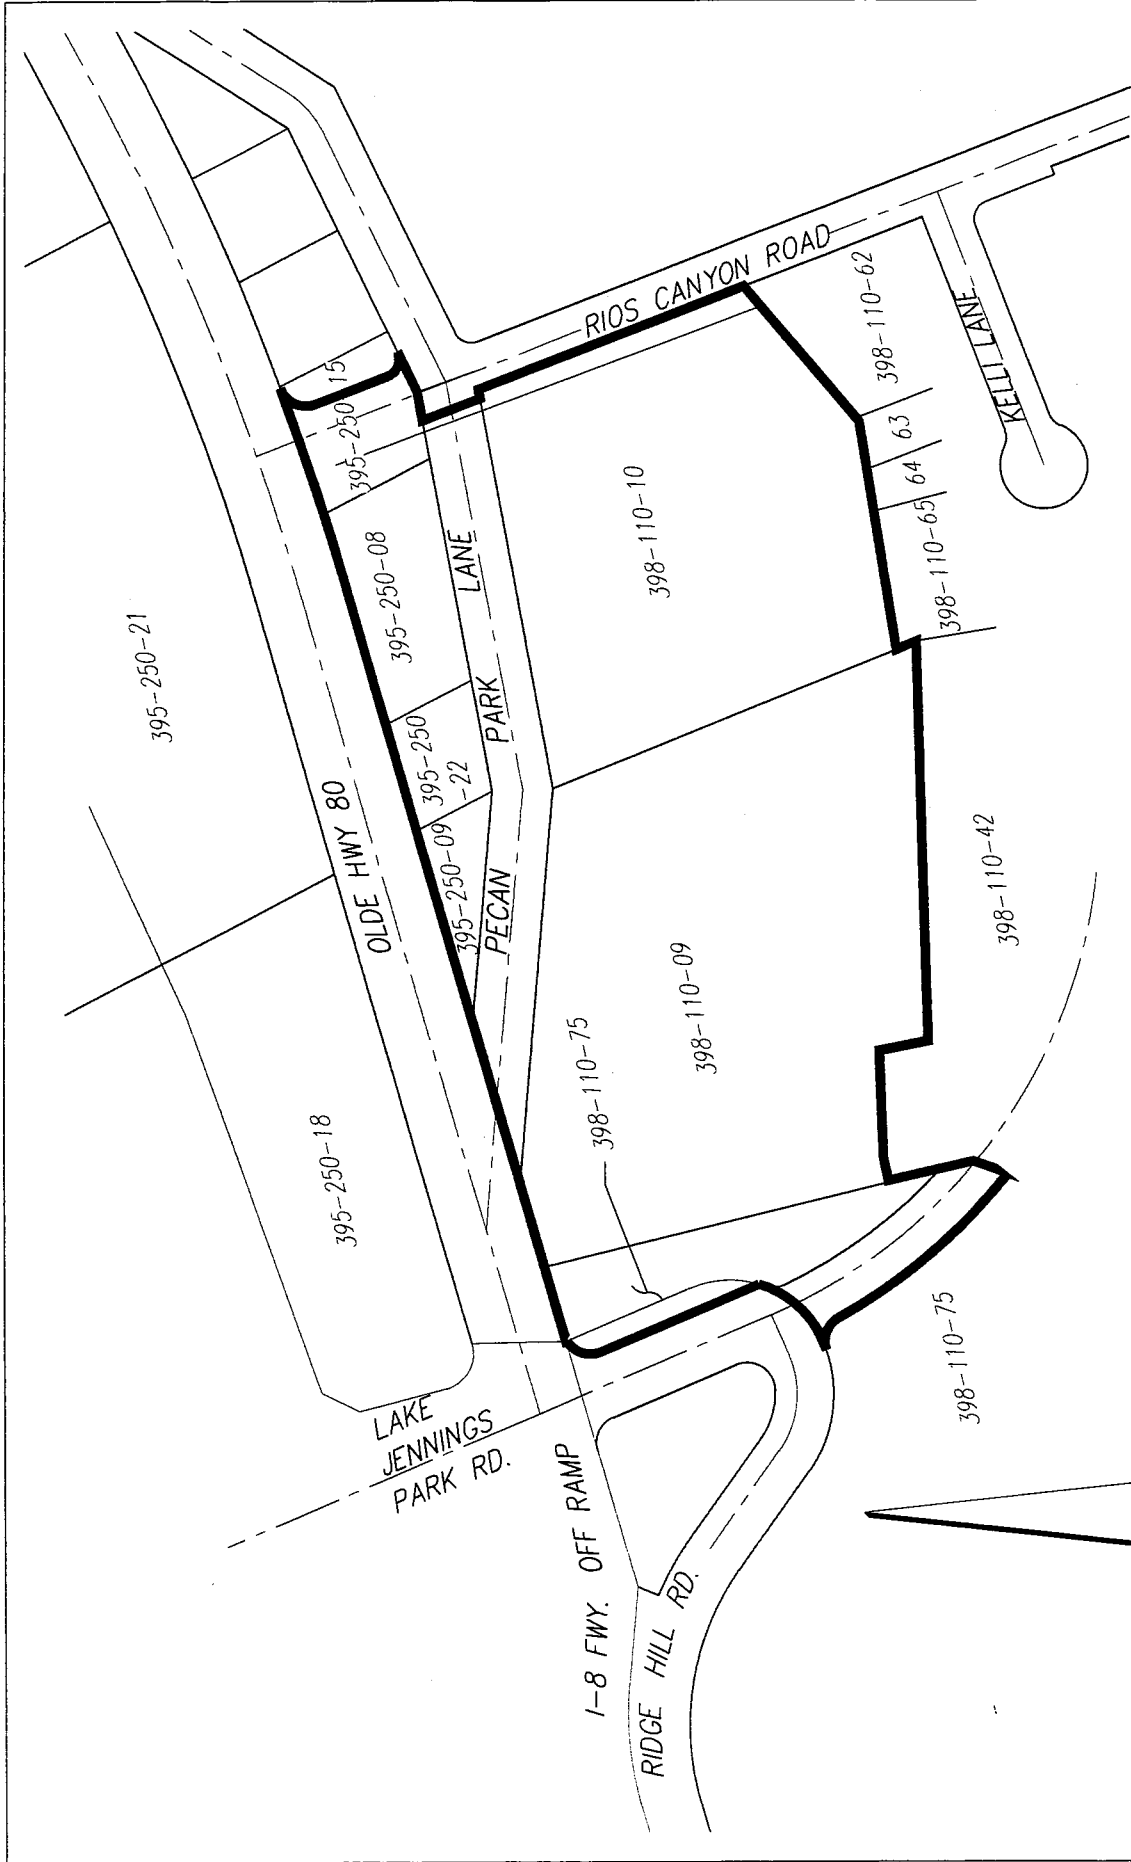 395-250-21
OLDE HWY 80
395-250-18
LAKE
JENNINGS
PARK RD.
I-8 FWY. OFF RAMP
RIDGE HILL RD.
395-250-09
395-250
-22
395-250-08
395-250 15
PECAN PARK LANE
RIOS CANYON ROAD
KELLI LANE
398-110-75
398-110-09
398-110-10
398-110-62
63
64
398-110-65
398-110-42
398-110-75